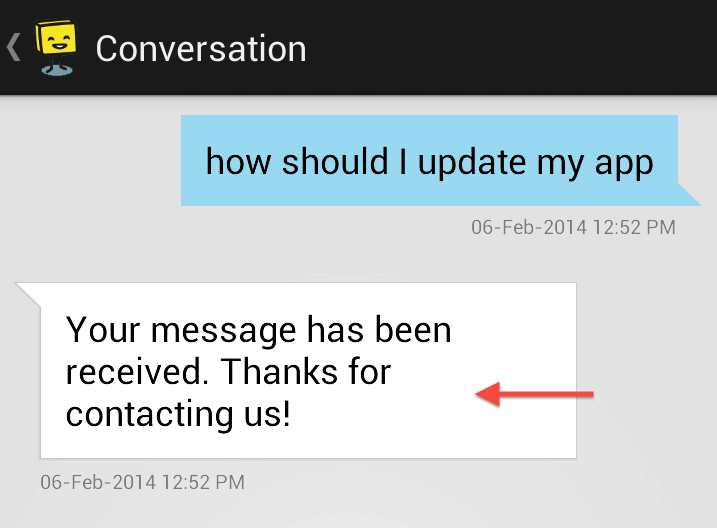 Conversation
how should I update my app
06-Feb-2014 12:52 PM
Your message has been
received. Thanks for
contacting us!
06-Feb-2014 12:52 PM